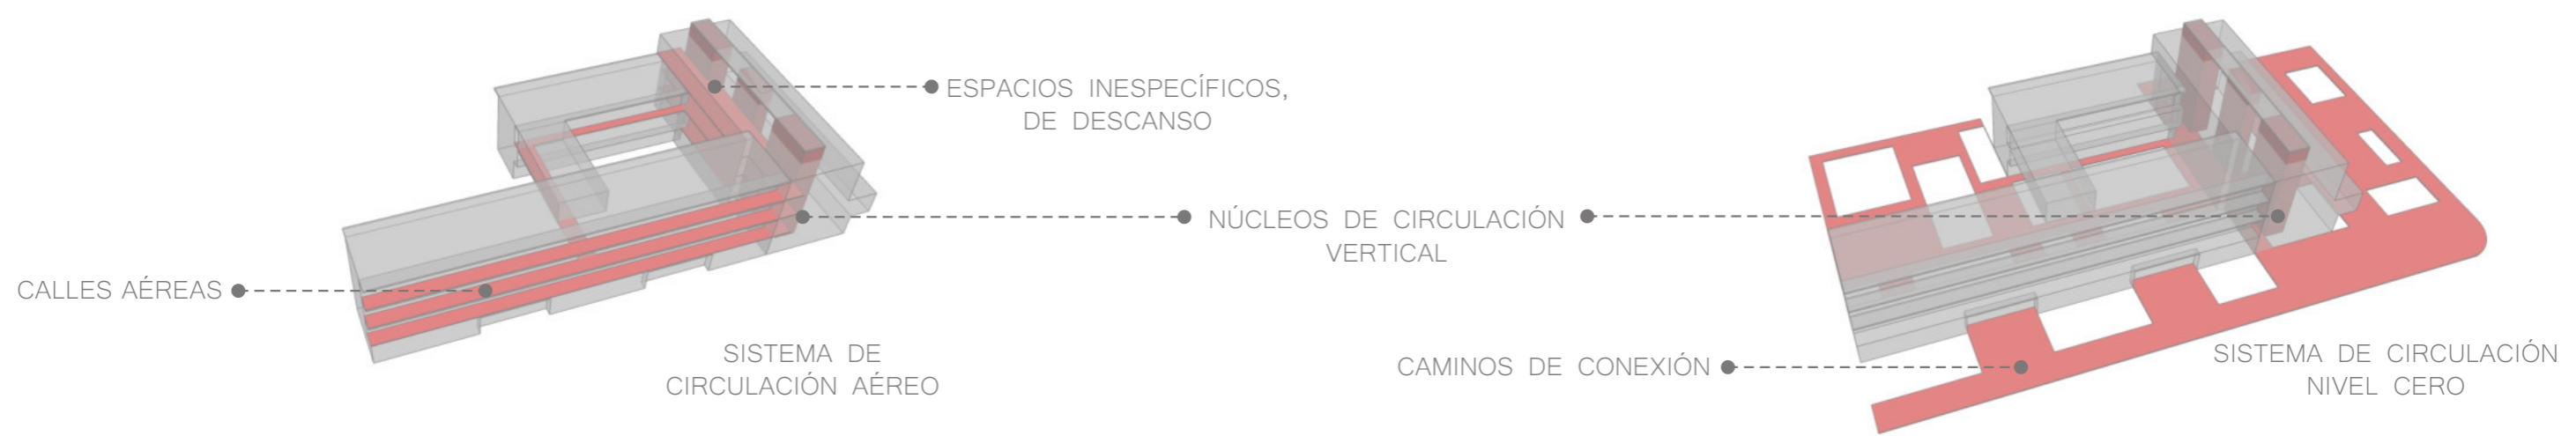 ESPACIOS INESPECÍFICOS,
DE DESCANSO
NÚCLEOS DE CIRCULACIÓN
VERTICAL
CALLES AÉREAS
SISTEMA DE
CIRCULACIÓN AÉREO
CAMINOS DE CONEXIÓN
SISTEMA DE CIRCULACIÓN
NIVEL CERO